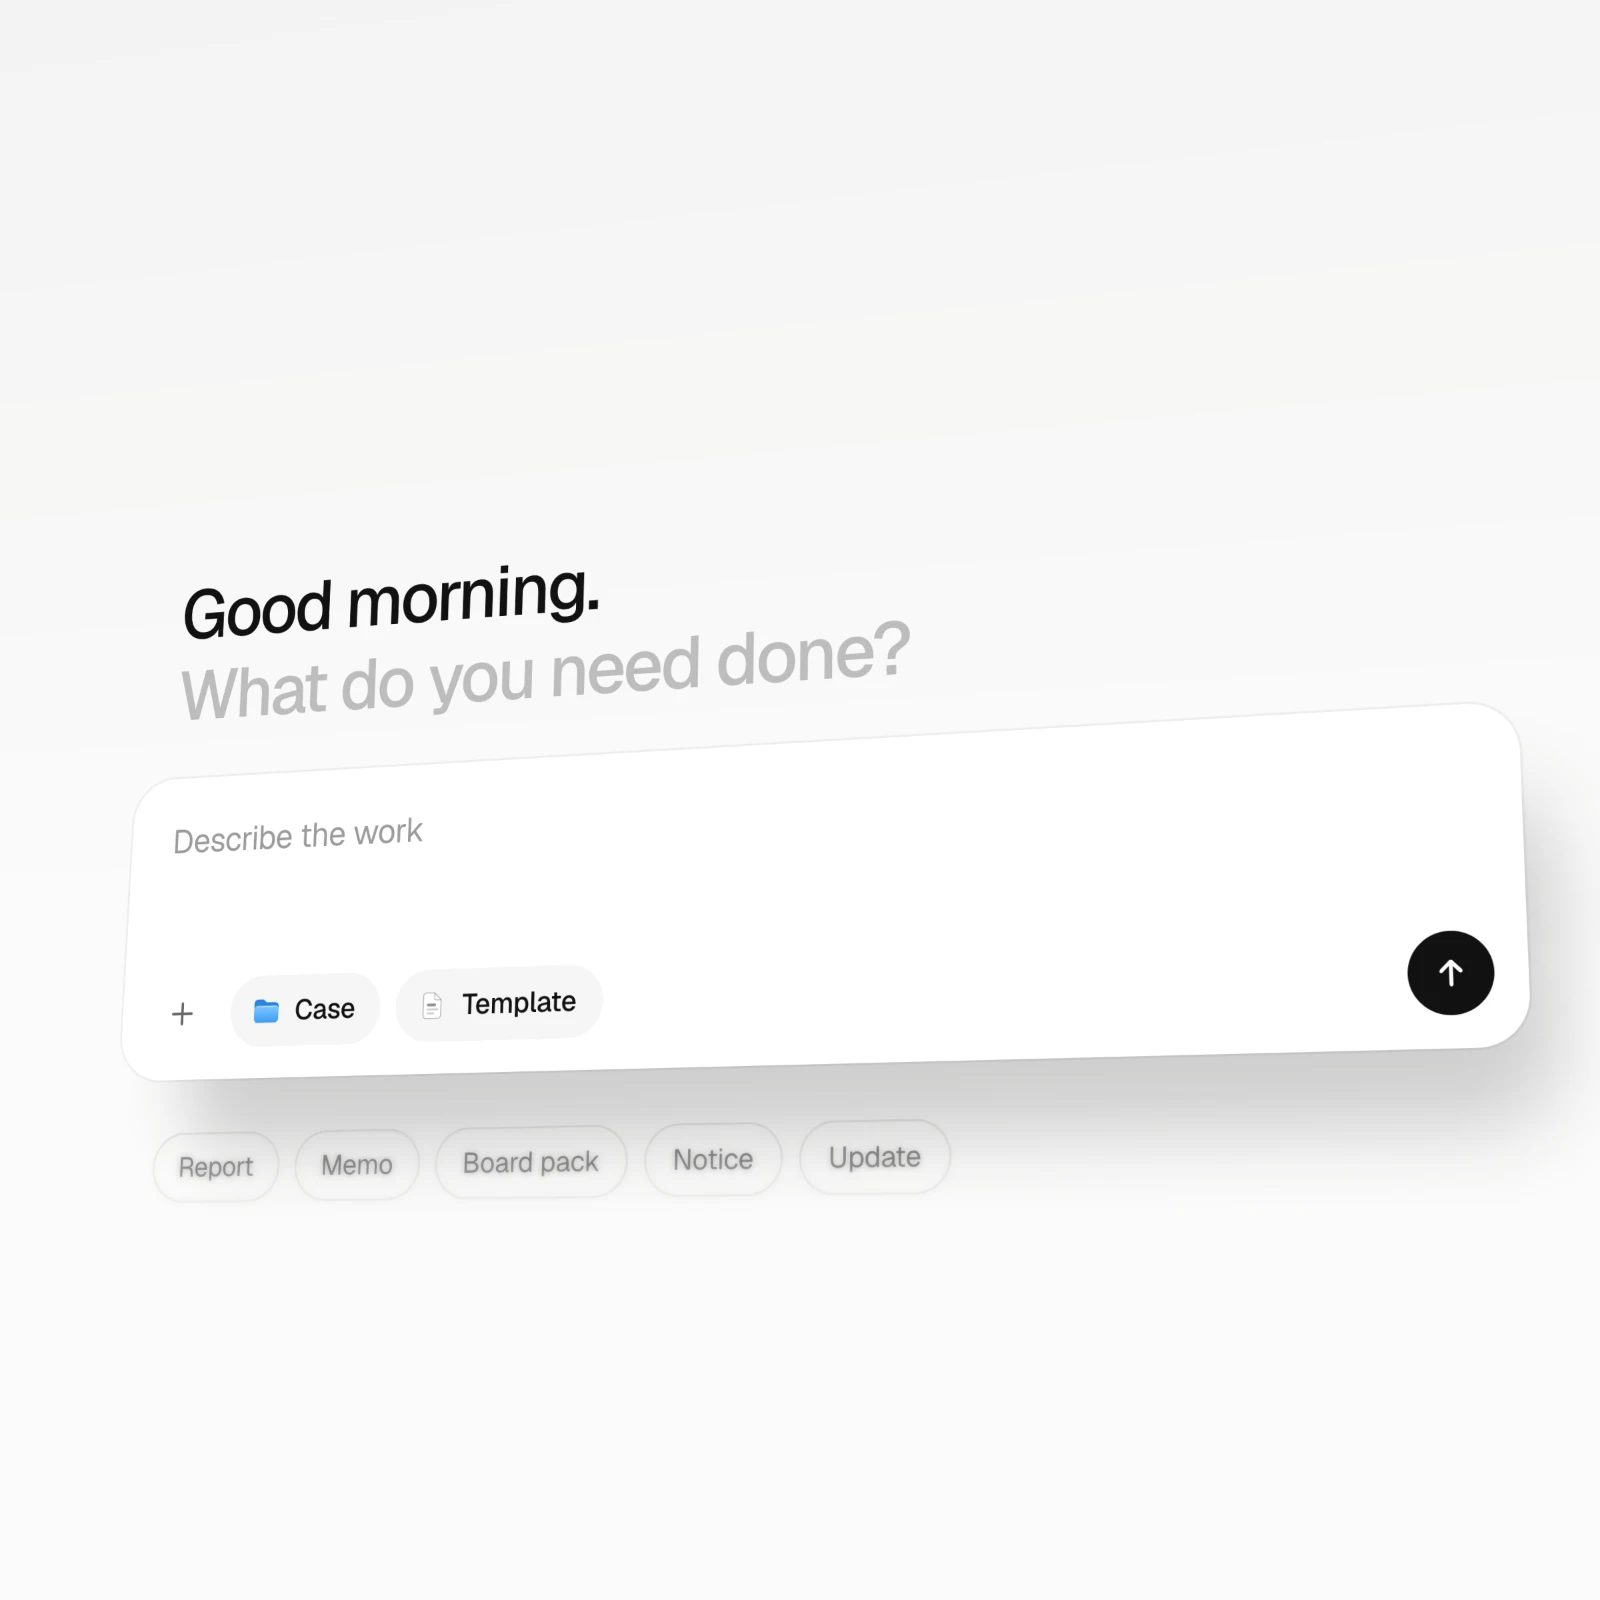 Good morning.
What do you need done?
Describe the work
Case
Template
Report
Memo
Board pack
Notice
Update